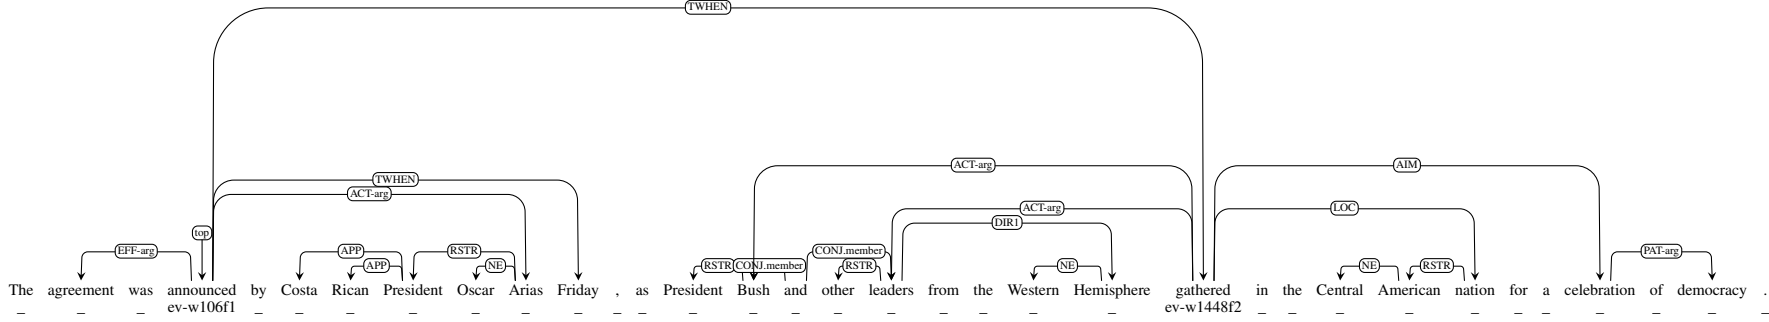 TWHEN
ACT-arg AIM
TWHEN
ACT-arg
ACT-arg LOC
DIR1
top
EFF-arg APP RSTR CONJ.member PAT-arg
APP NE RSTR CONJ.member RSTR NE NE RSTR
The agreement was announced by Costa Rican President Oscar Arias Friday , as President Bush and other leaders from the Western Hemisphere gathered in the Central American nation for a celebration of democracy .
_ _ _ ev-w106f1 _ _ _ _ _ _ _ _ _ _ _ _ _ _ _ _ _ _ ev-w1448f2 _ _ _ _ _ _ _ _ _ _ _